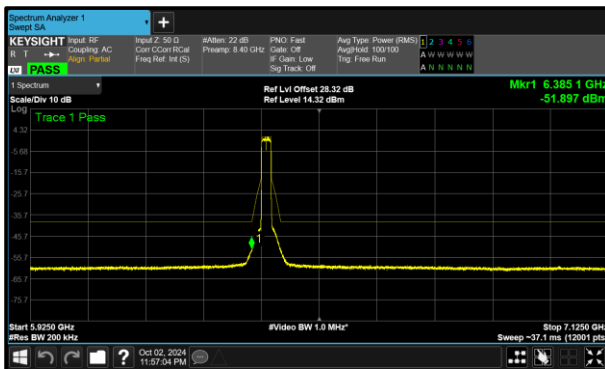 Spectrum Analyzer 1
Swept SA
KEYSIGHT
R T
LXI PASS
Input: RF
Coupling: AC
Align: Partial
Input Z: 50 Ω
Corr CCorr RCal
Freq Ref: Int (S)
#Atten: 22 dB
Preamp: 8.40 GHz
PNO: Fast
Gate: Off
IF Gain: Low
Sig Track: Off
Avg Type: Power (RMS)
Avg|Hold: 100/100
Trig: Free Run
1 2 3 4 5 6
A W W W W W
A N N N N N
1 Spectrum
Scale/Div 10 dB
Ref Lvl Offset 28.32 dB
Ref Level 14.32 dBm
Mkr1 6.385 1 GHz
-51.897 dBm
Log
Trace 1 Pass
4.32
-5.68
-15.7
-25.7
-35.7
-45.7
-55.7
-65.7
-75.7
1
Start 5.9250 GHz
#Res BW 200 kHz
#Video BW 1.0 MHz*
Stop 7.1250 GHz
Sweep ~37.1 ms (12001 pts)
?
Oct 02, 2024
11:57:04 PM